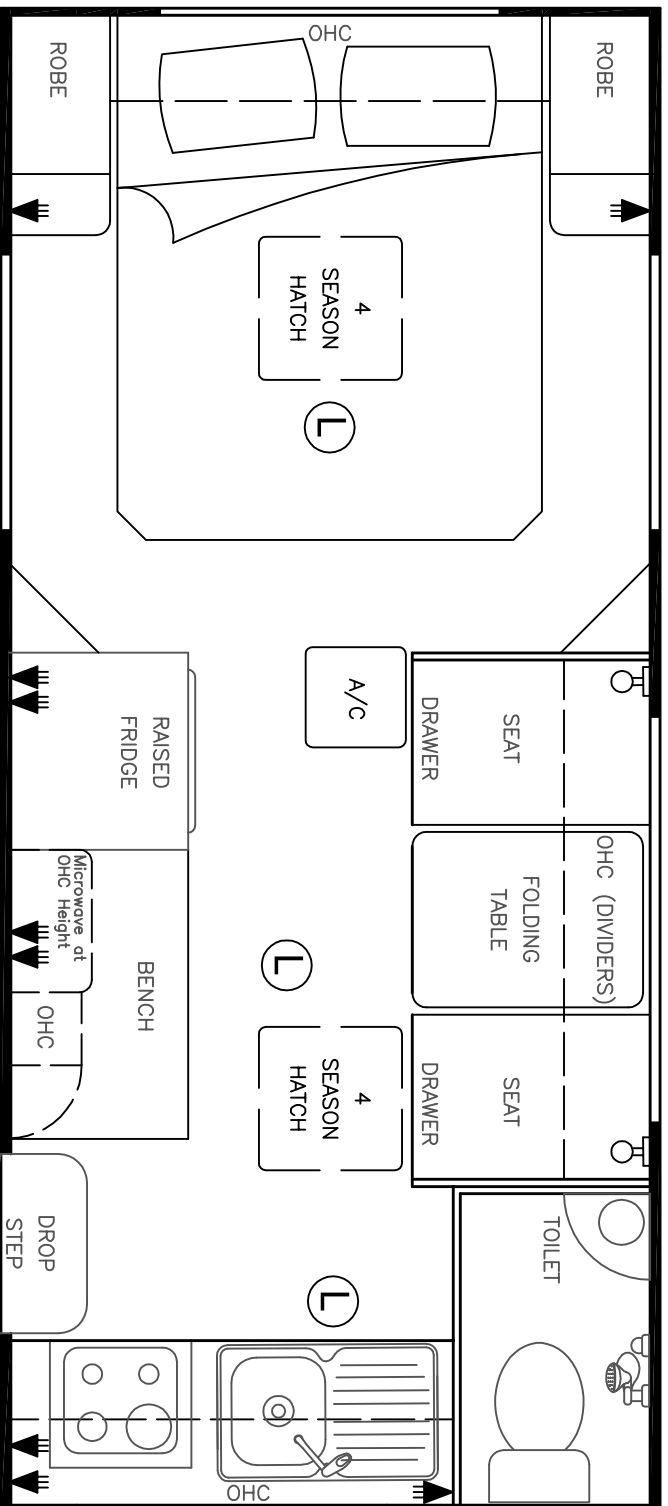 OHC
ROBE
ROBE
4
SEASON
HATCH
L
A/C
SEAT
DRAWER
RAISED
FRIDGE
OHC (DIVIDERS)
FOLDING
TABLE
Microwave at
OHC Height
BENCH
OHC
L
4
SEASON
HATCH
SEAT
DRAWER
TOILET
DROP
STEP
L
OHC